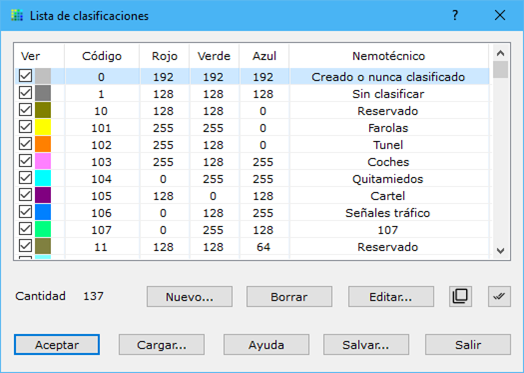 Lista de clasificaciones ?
Ver Código Rojo Verde Azul Nemotécnico
0 192 192 192 Creado o nunca clasificado
1 128 128 128 Sin clasificar
10 128 128 0 Reservado
101 255 255 0 Farolas
102 255 128 0 Tunel
103 255 128 255 Coches
104 0 255 255 Quitamiedos
105 128 0 128 Cartel
106 0 128 255 Señales tráfico
107 0 255 128 107
11 128 128 64 Reservado
Cantidad 137 Nuevo... Borrar Editar...
Aceptar Cargar... Ayuda Salvar... Salir